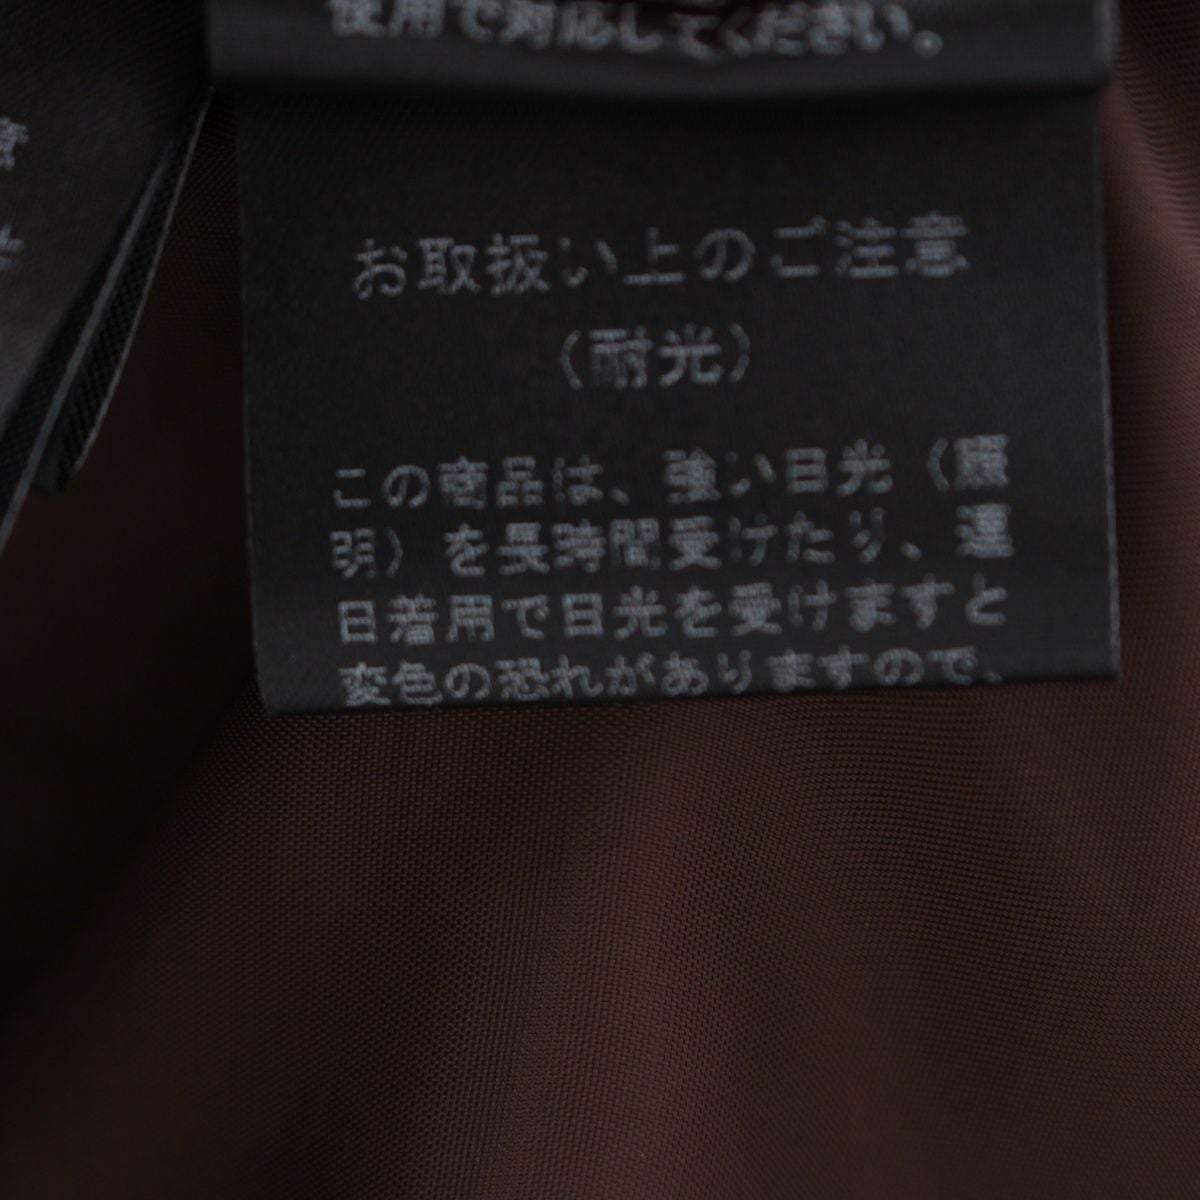 使用で対応してください。
お取扱い上のご注意
(耐光)
この商品は、強い日光(照
明)を長時間受けたり、連
日着用で日光を受けますと
変色の恐れがありますので、